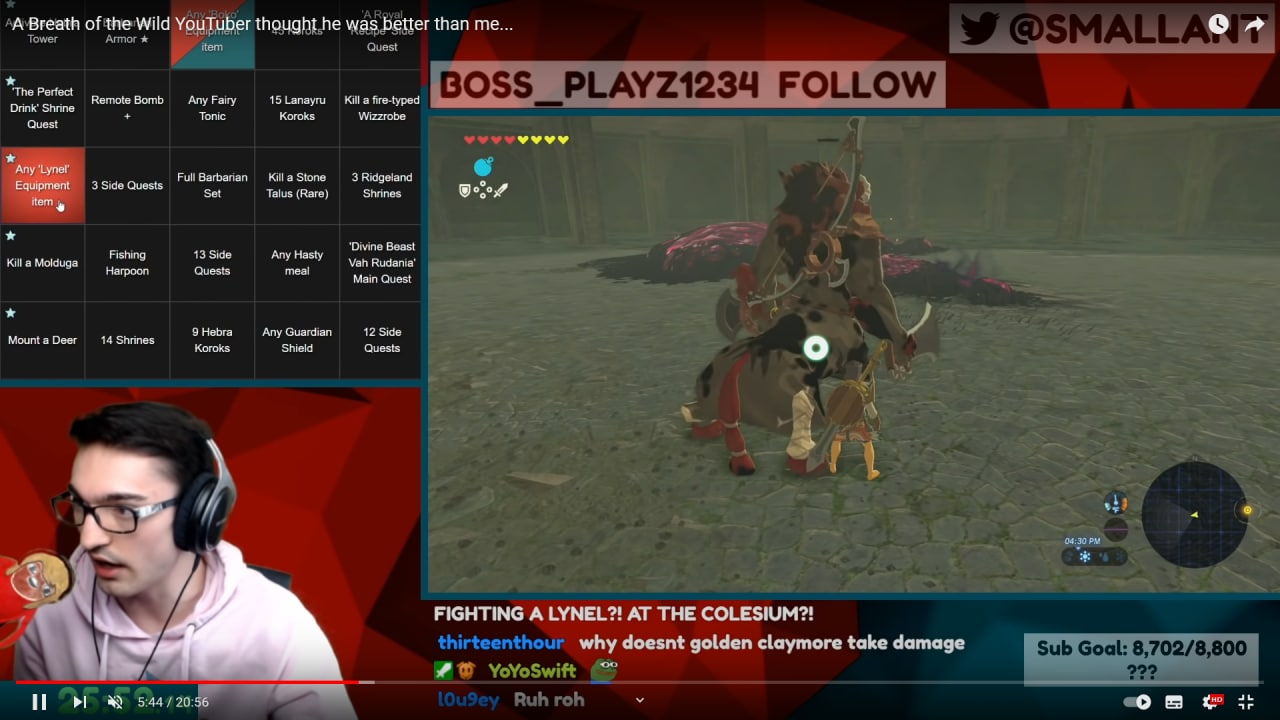 A Breath of the Wild YouTuber thought he was better than me...
@SMALLANT
Tower
Armor ★
Any 'Boko'
Equipment
item
45 Koroks
'A Royal
Recipe' Side
Quest
BOSS__PLAYZ1234 FOLLOW
'The Perfect
Drink' Shrine
Quest
Remote Bomb
+
Any Fairy
Tonic
15 Lanayru
Koroks
Kill a fire-typed
Wizzrobe
Any 'Lynel'
Equipment
item
3 Side Quests
Full Barbarian
Set
Kill a Stone
Talus (Rare)
3 Ridgeland
Shrines
Kill a Molduga
Fishing
Harpoon
13 Side
Quests
Any Hasty
meal
'Divine Beast
Vah Rudania'
Main Quest
Mount a Deer
14 Shrines
9 Hebra
Koroks
Any Guardian
Shield
12 Side
Quests
04:30 PM
FIGHTING A LYNEL?! AT THE COLESIUM?!
thirteenthour why doesnt golden claymore take damage
YoYoSwift
l0u9ey Ruh roh
Sub Goal: 8,702/8,800
???
5:44 / 20:56
HD